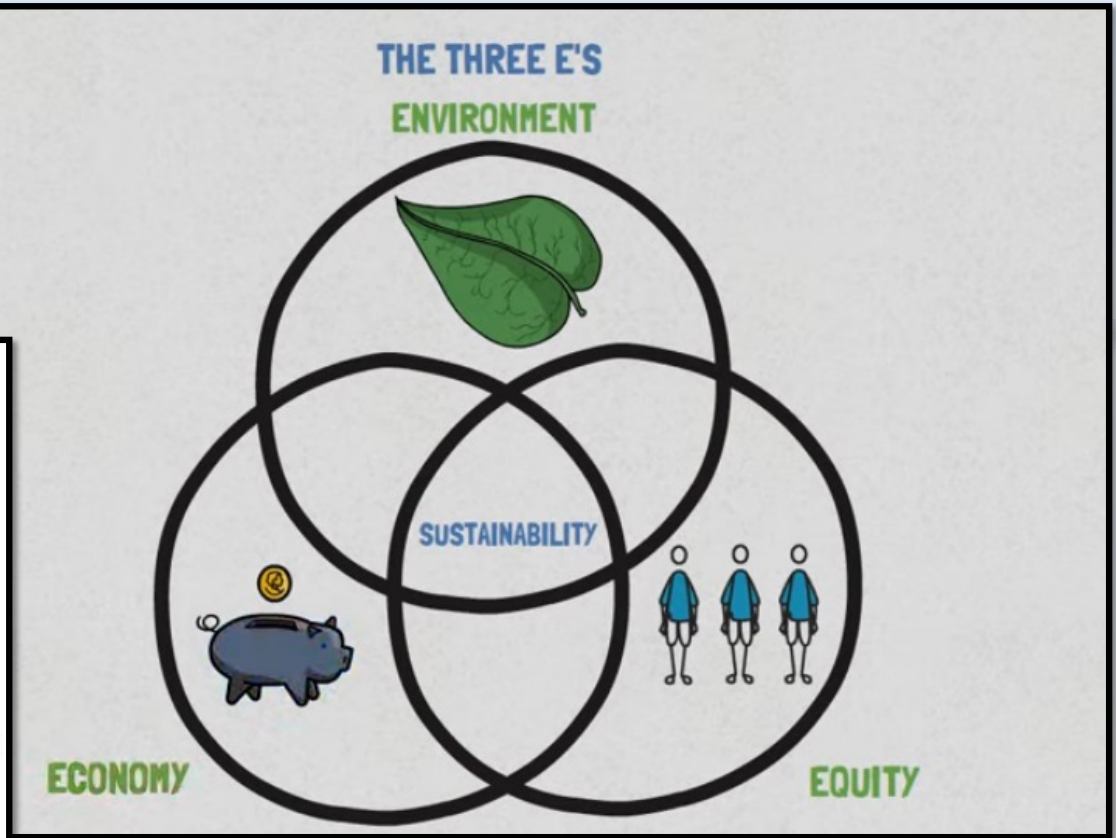 THE THREE E'S
ENVIRONMENT
SUSTAINABILITY
ECONOMY
EQUITY